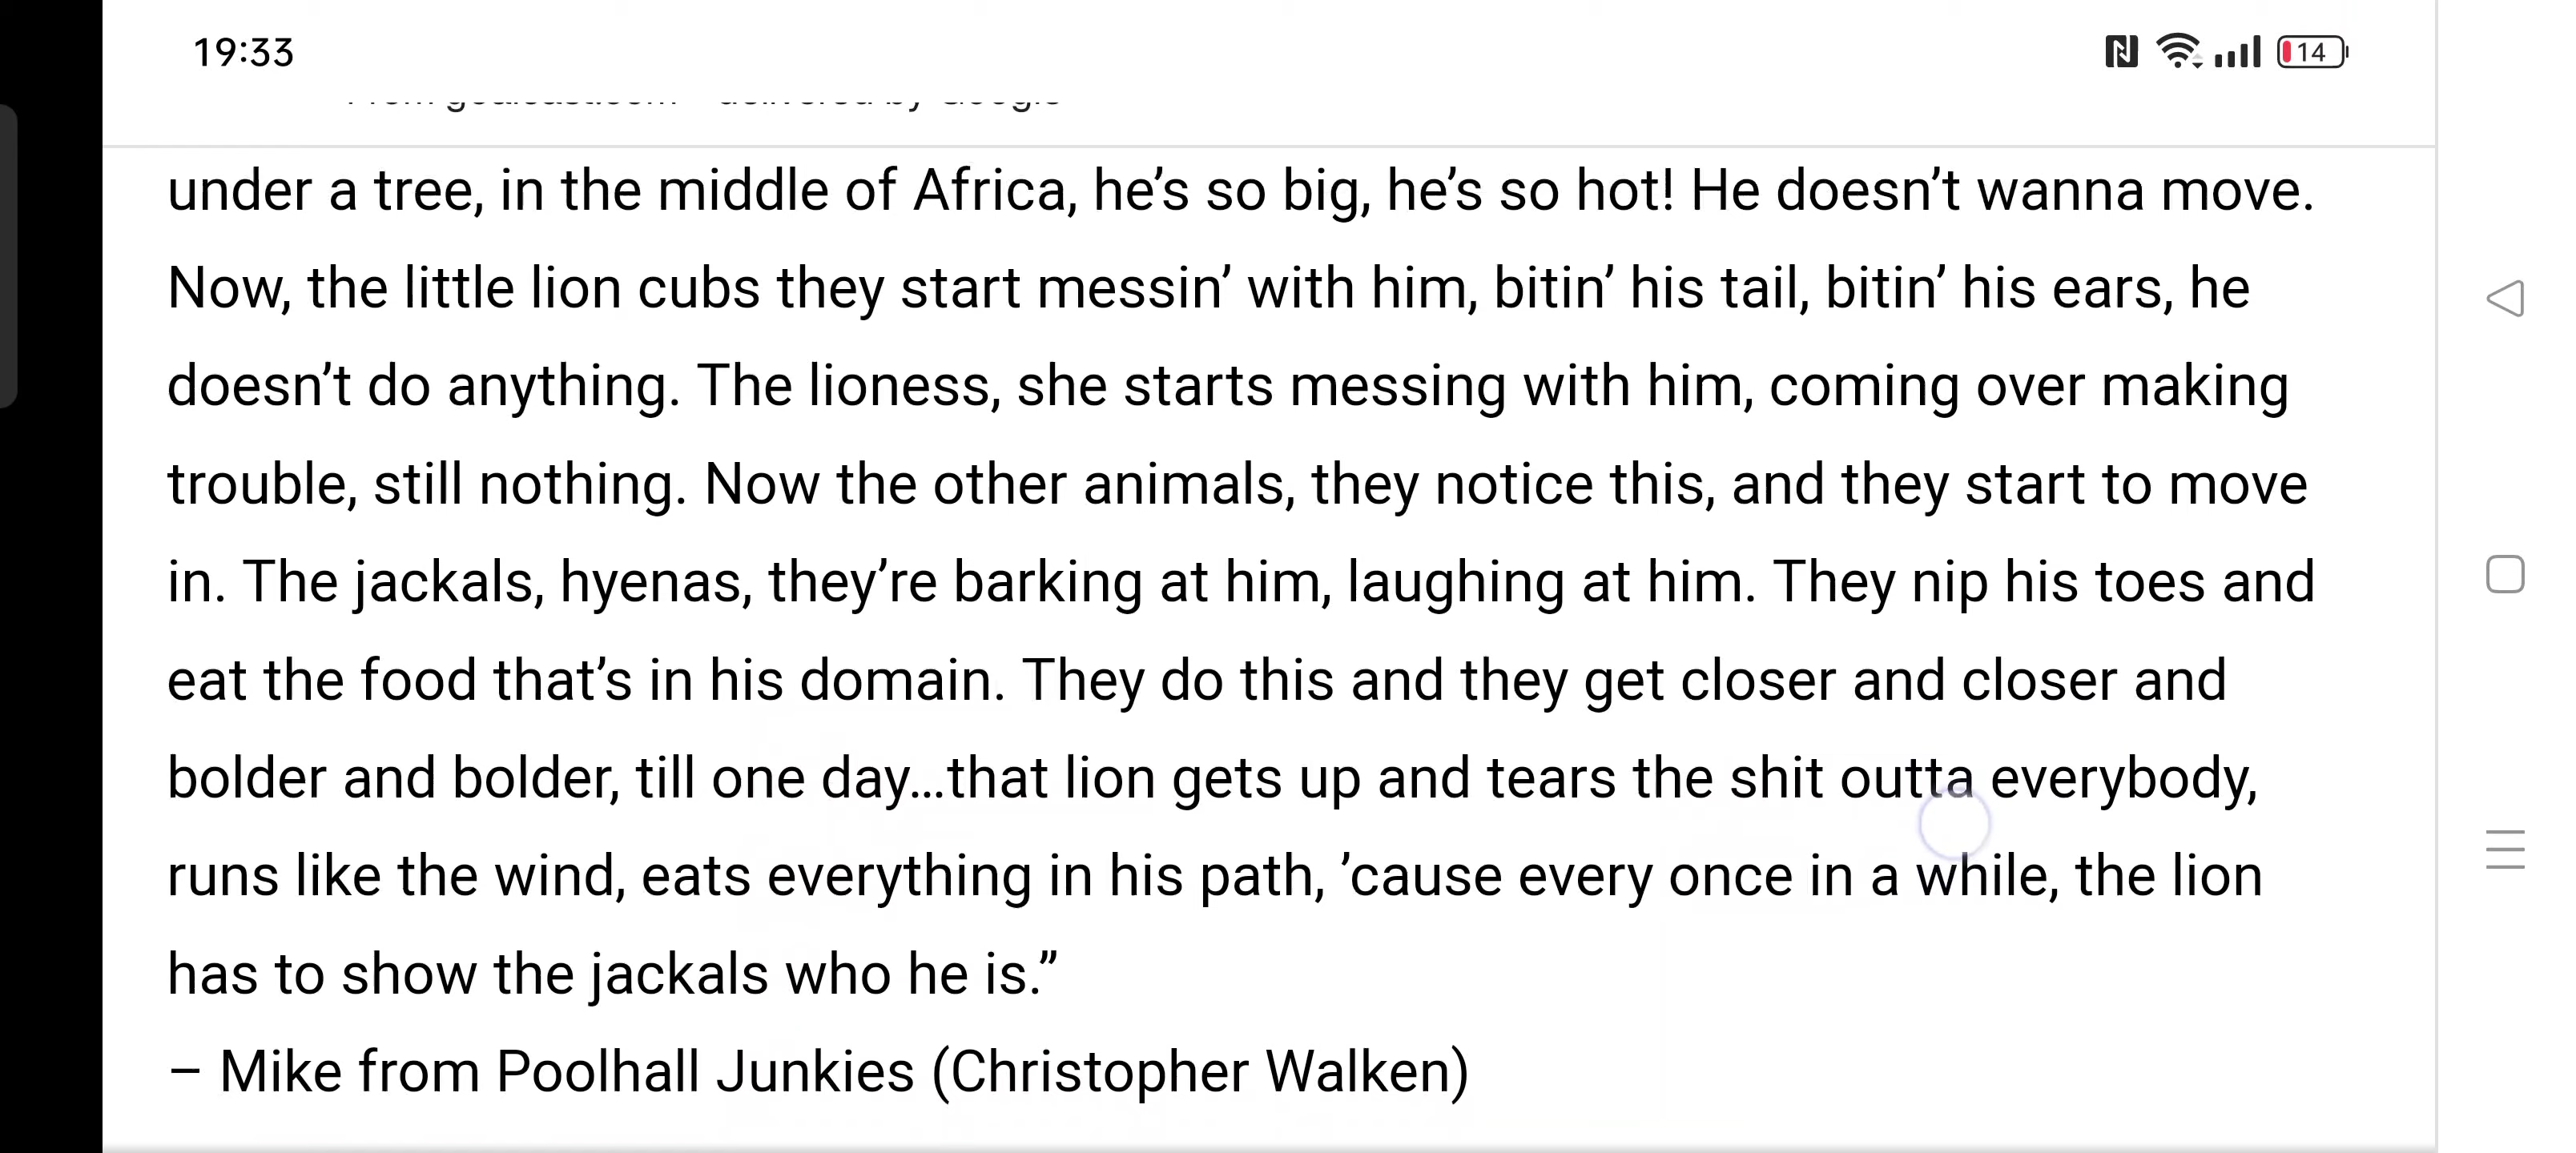 19:33
14
From goalcast.com - delivered by Google
under a tree, in the middle of Africa, he’s so big, he’s so hot! He doesn’t wanna move.
Now, the little lion cubs they start messin’ with him, bitin’ his tail, bitin’ his ears, he
doesn’t do anything. The lioness, she starts messing with him, coming over making
trouble, still nothing. Now the other animals, they notice this, and they start to move
in. The jackals, hyenas, they’re barking at him, laughing at him. They nip his toes and
eat the food that’s in his domain. They do this and they get closer and closer and
bolder and bolder, till one day...that lion gets up and tears the shit outta everybody,
runs like the wind, eats everything in his path, ’cause every once in a while, the lion
has to show the jackals who he is.”
– Mike from Poolhall Junkies (Christopher Walken)